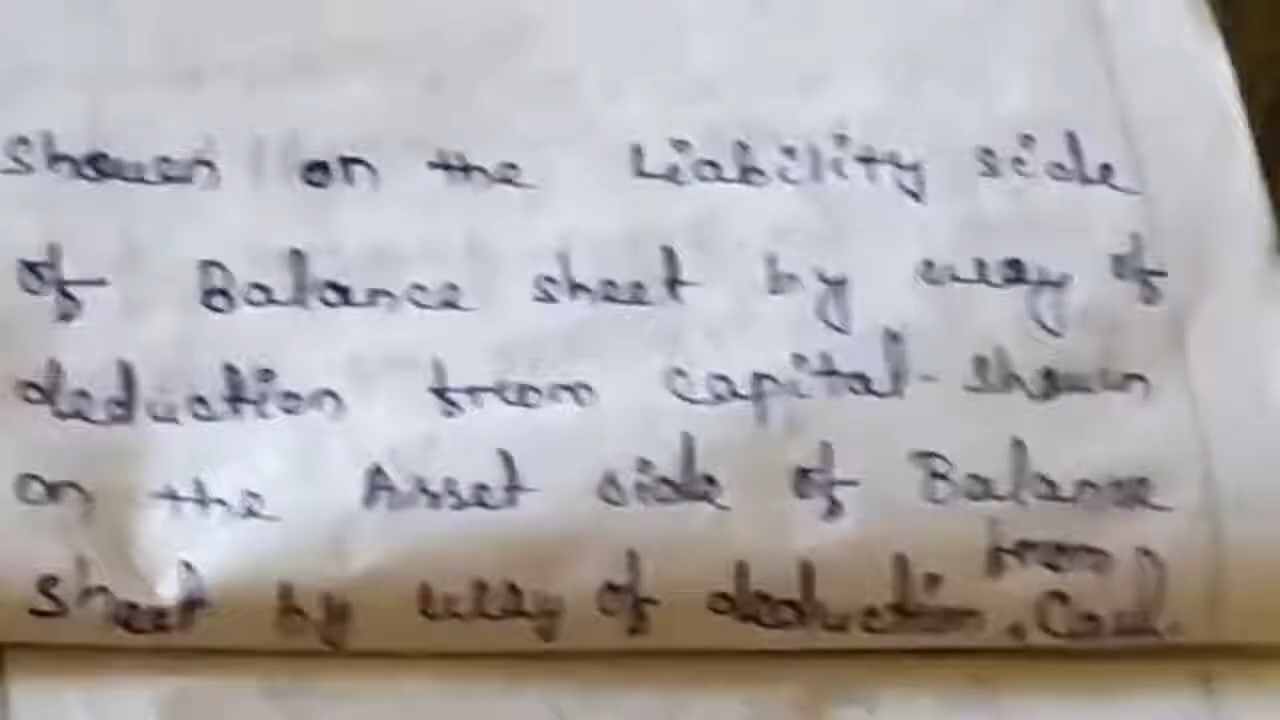 shown on the Liability side
of Balance sheet by way of
deduction from capital - shown
on the Asset side of Balance
sheet by way of deduction from